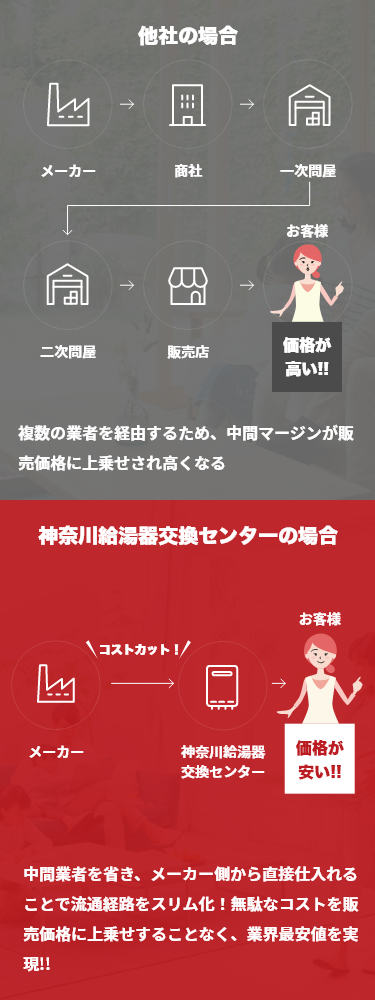 他社の場合
メーカー
商社
一次問屋
お客様
二次問屋
販売店
価格が
高い!!
複数の業者を経由するため、中間マージンが販
売価格に上乗せされ高くなる
神奈川給湯器交換センターの場合
お客様
コストカット！
メーカー
神奈川給湯器
交換センター
価格が
安い!!
中間業者を省き、メーカー側から直接仕入れる
ことで流通経路をスリム化！無駄なコストを販
売価格に上乗せすることなく、業界最安値を実
現!!